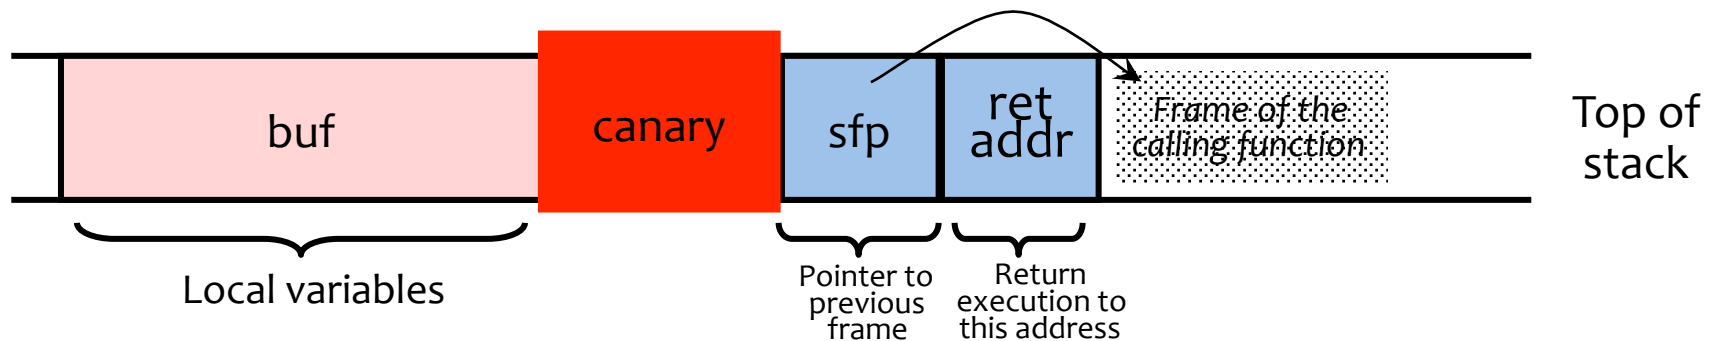 buf
canary
sfp
ret
addr
Frame of the
calling function
Top of
stack
Local variables
Pointer to
previous
frame
Return
execution to
this address